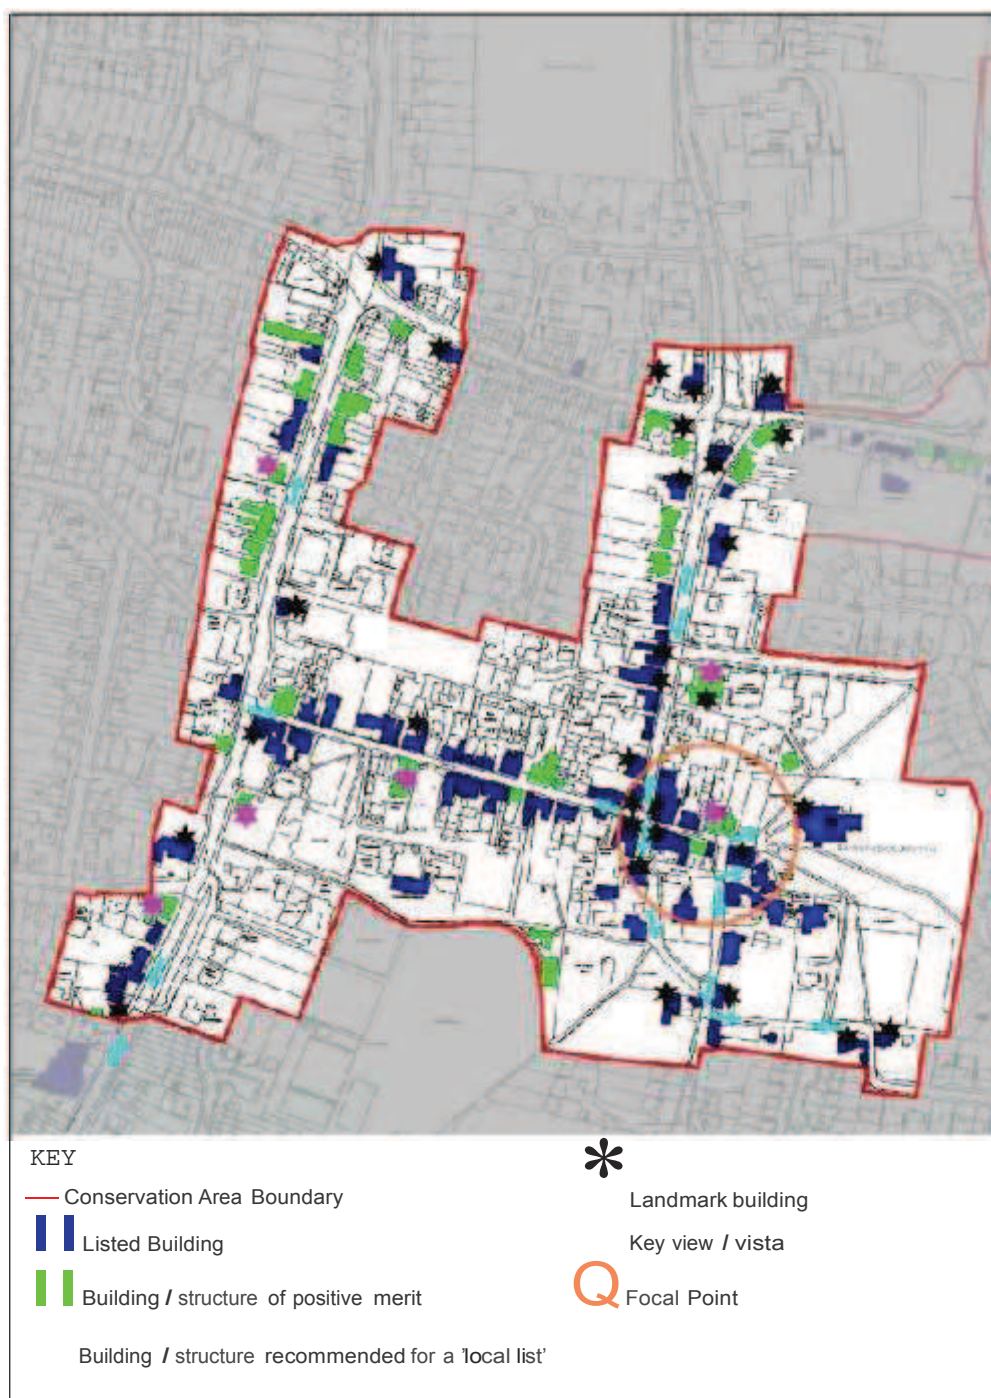 KEY
Conservation Area Boundary
Listed Building
Building / structure of positive merit
Building / structure recommended for a 'local list'
Landmark building
Key view / vista
Q Focal Point